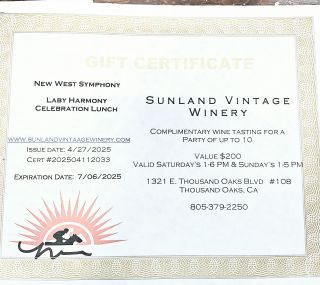 GIFT CERTIFICATE
NEW WEST SYMPHONY
LABY HARMONY
CELEBRATION LUNCH
SUNLAND VINTAGE
WINERY
COMPLIMENTARY WINE TASTING FOR A
PARTY OF UP TO 10
WWW.SUNLANDVINTAAGEWINERY.COM
ISSUE DATE: 4/27/2025
CERT #202504112033
VALUE $200
VALID SATURDAY'S 1-6 PM & SUNDAY'S 1-5 PM
EXPIRATION DATE: 7/06/2025
1321 E. THOUSAND OAKS BLVD #108
THOUSAND OAKS, CA
805-379-2250